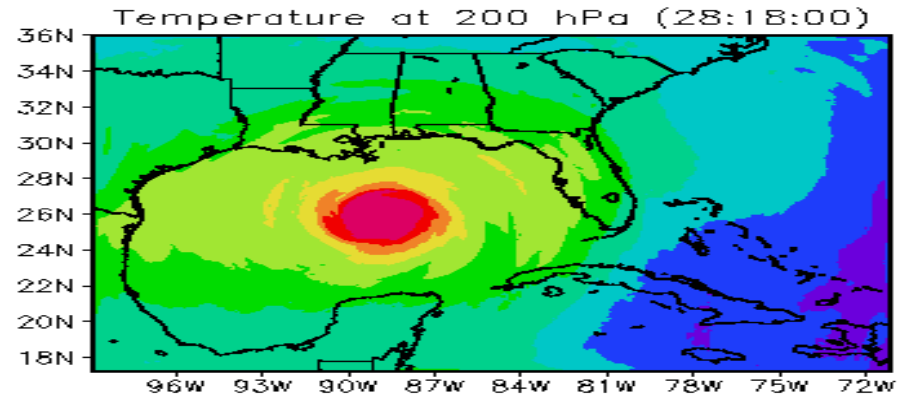 Temperature at 200 hPa (28:18:00)
36N
34N
32N
30N
28N
26N
24N
22N
20N
18N
96W 93W 90W 87W 84W 81W 78W 75W 72W